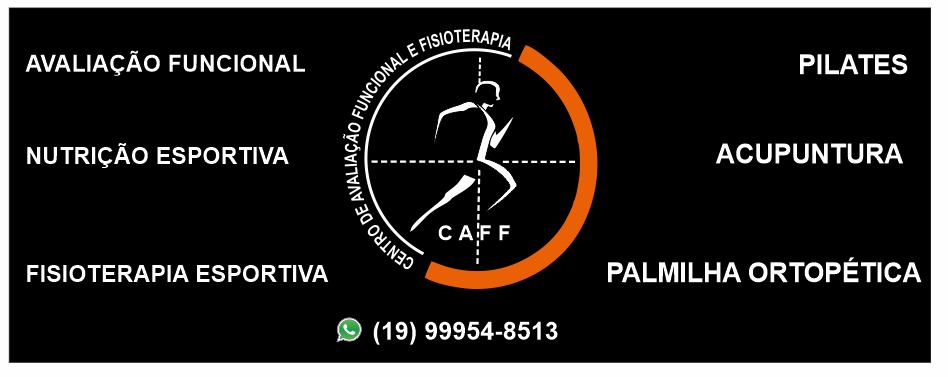 AVALIAÇÃO FUNCIONAL
NUTRIÇÃO ESPORTIVA
FISIOTERAPIA ESPORTIVA
CENTRO DE AVALIAÇÃO FUNCIONAL E FISIOTERAPIA
CAFF
PILATES
ACUPUNTURA
PALMILHA ORTOPÉTICA
(19) 99954-8513